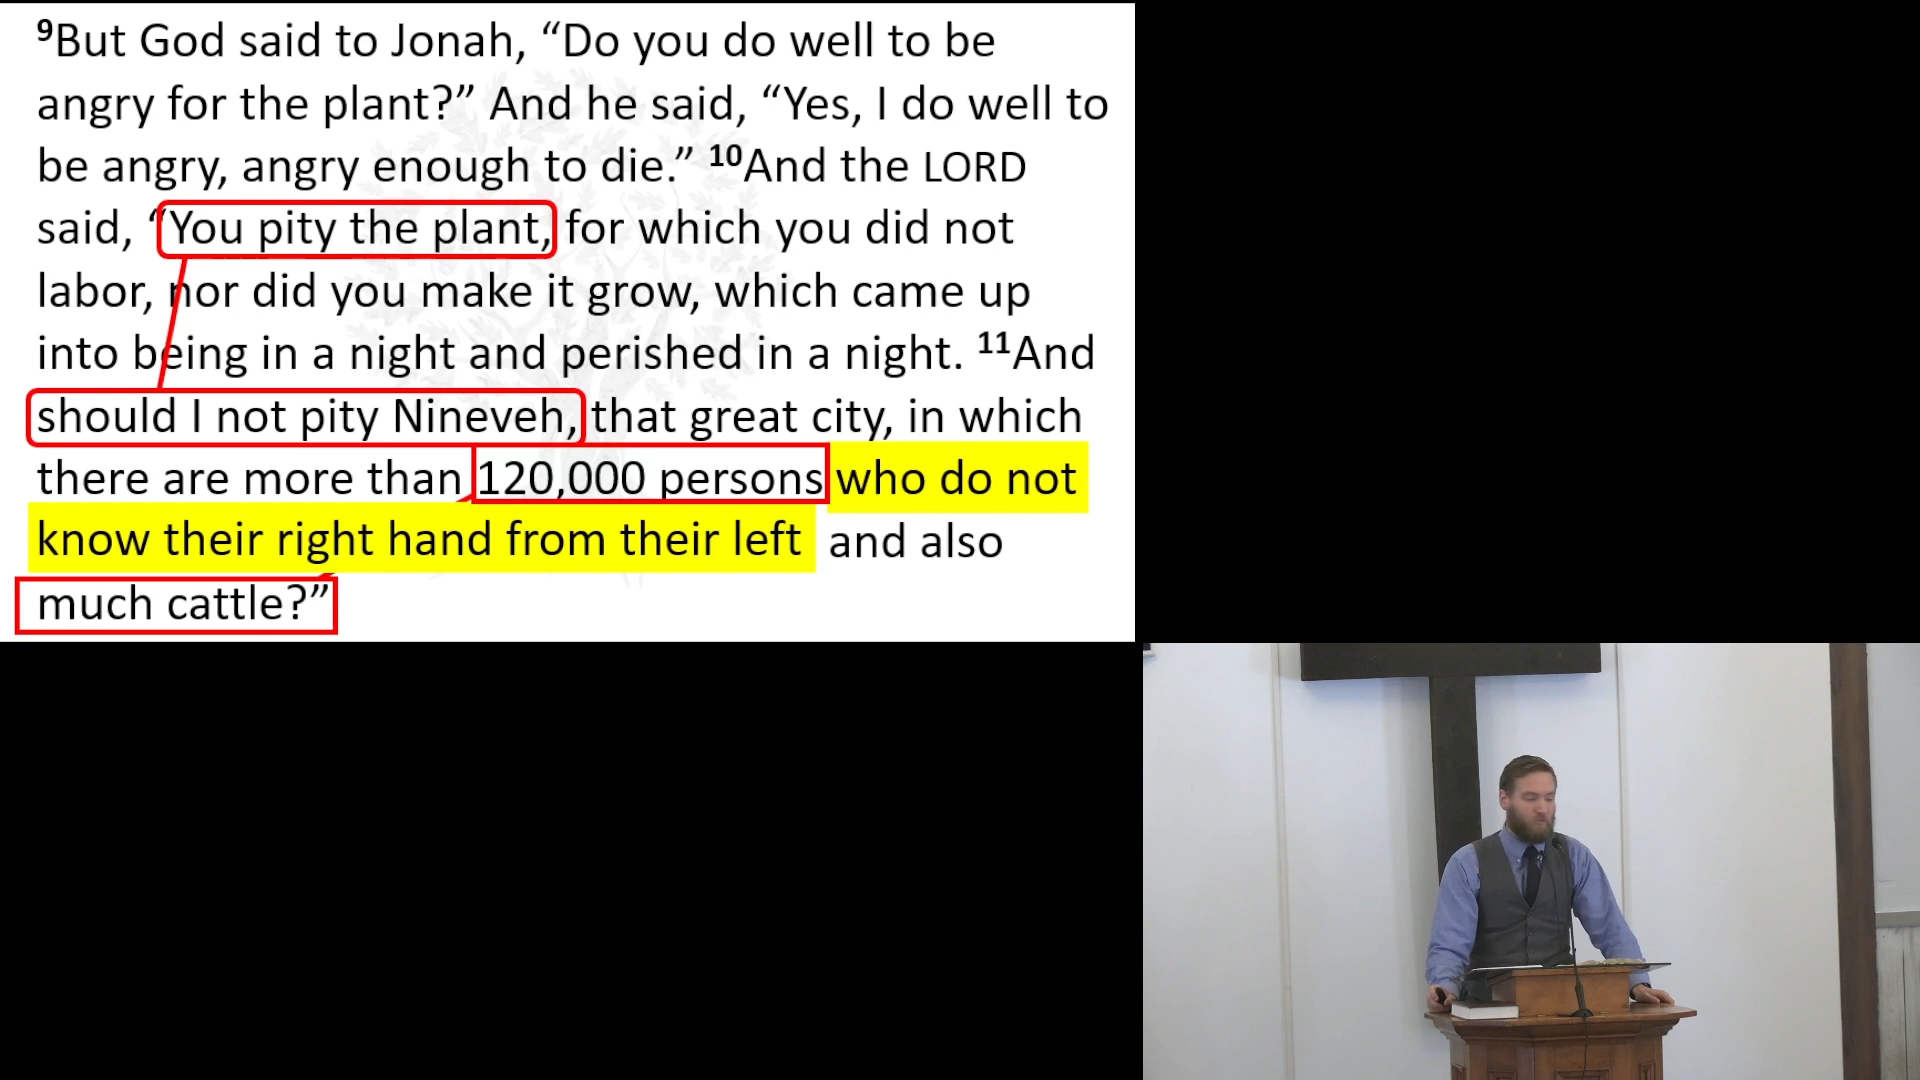 ⁹But God said to Jonah, “Do you do well to be
angry for the plant?” And he said, “Yes, I do well to
be angry, angry enough to die.” ¹⁰And the LORD
said, “You pity the plant, for which you did not
labor, nor did you make it grow, which came up
into being in a night and perished in a night. ¹¹And
should I not pity Nineveh, that great city, in which
there are more than 120,000 persons who do not
know their right hand from their left and also
much cattle?”